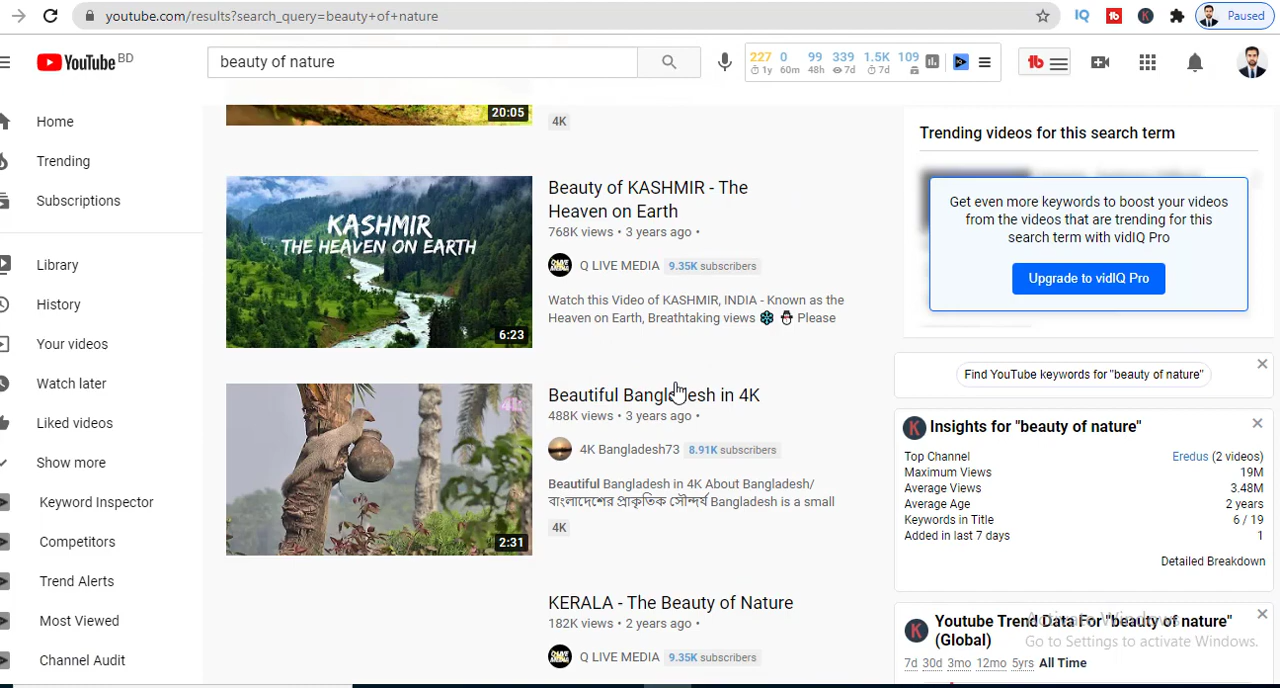 youtube.com/results?search_query=beauty+of+nature
IQ
tb
K
Paused
YouTube BD
beauty of nature
227 0 99 339 1.5K 109
1y 60m 48h 7d 7d
tb
Home
Trending
Subscriptions
Library
History
Your videos
Watch later
Liked videos
Show more
Keyword Inspector
Competitors
Trend Alerts
Most Viewed
Channel Audit
20:05
4K
KASHMIR
THE HEAVEN ON EARTH
6:23
Beauty of KASHMIR - The
Heaven on Earth
768K views • 3 years ago •
Q LIVE MEDIA 9.35K subscribers
Watch this Video of KASHMIR, INDIA - Known as the
Heaven on Earth, Breathtaking views Please
4K
2:31
Beautiful Bangladesh in 4K
488K views • 3 years ago •
4K Bangladesh73 8.91K subscribers
Beautiful Bangladesh in 4K About Bangladesh/
বাংলাদেশের প্রাকৃতিক সৌন্দর্য Bangladesh is a small
4K
KERALA - The Beauty of Nature
182K views • 2 years ago •
Q LIVE MEDIA 9.35K subscribers
Trending videos for this search term
Get even more keywords to boost your videos
from the videos that are trending for this
search term with vidIQ Pro
Upgrade to vidIQ Pro
Find YouTube keywords for "beauty of nature"
K Insights for "beauty of nature"
Top Channel Eredus (2 videos)
Maximum Views 19M
Average Views 3.48M
Average Age 2 years
Keywords in Title 6 / 19
Added in last 7 days 1
Detailed Breakdown
K Youtube Trend Data For "beauty of nature"
(Global)
7d 30d 3mo 12mo 5yrs All Time
Activate Windows
Go to Settings to activate Windows.